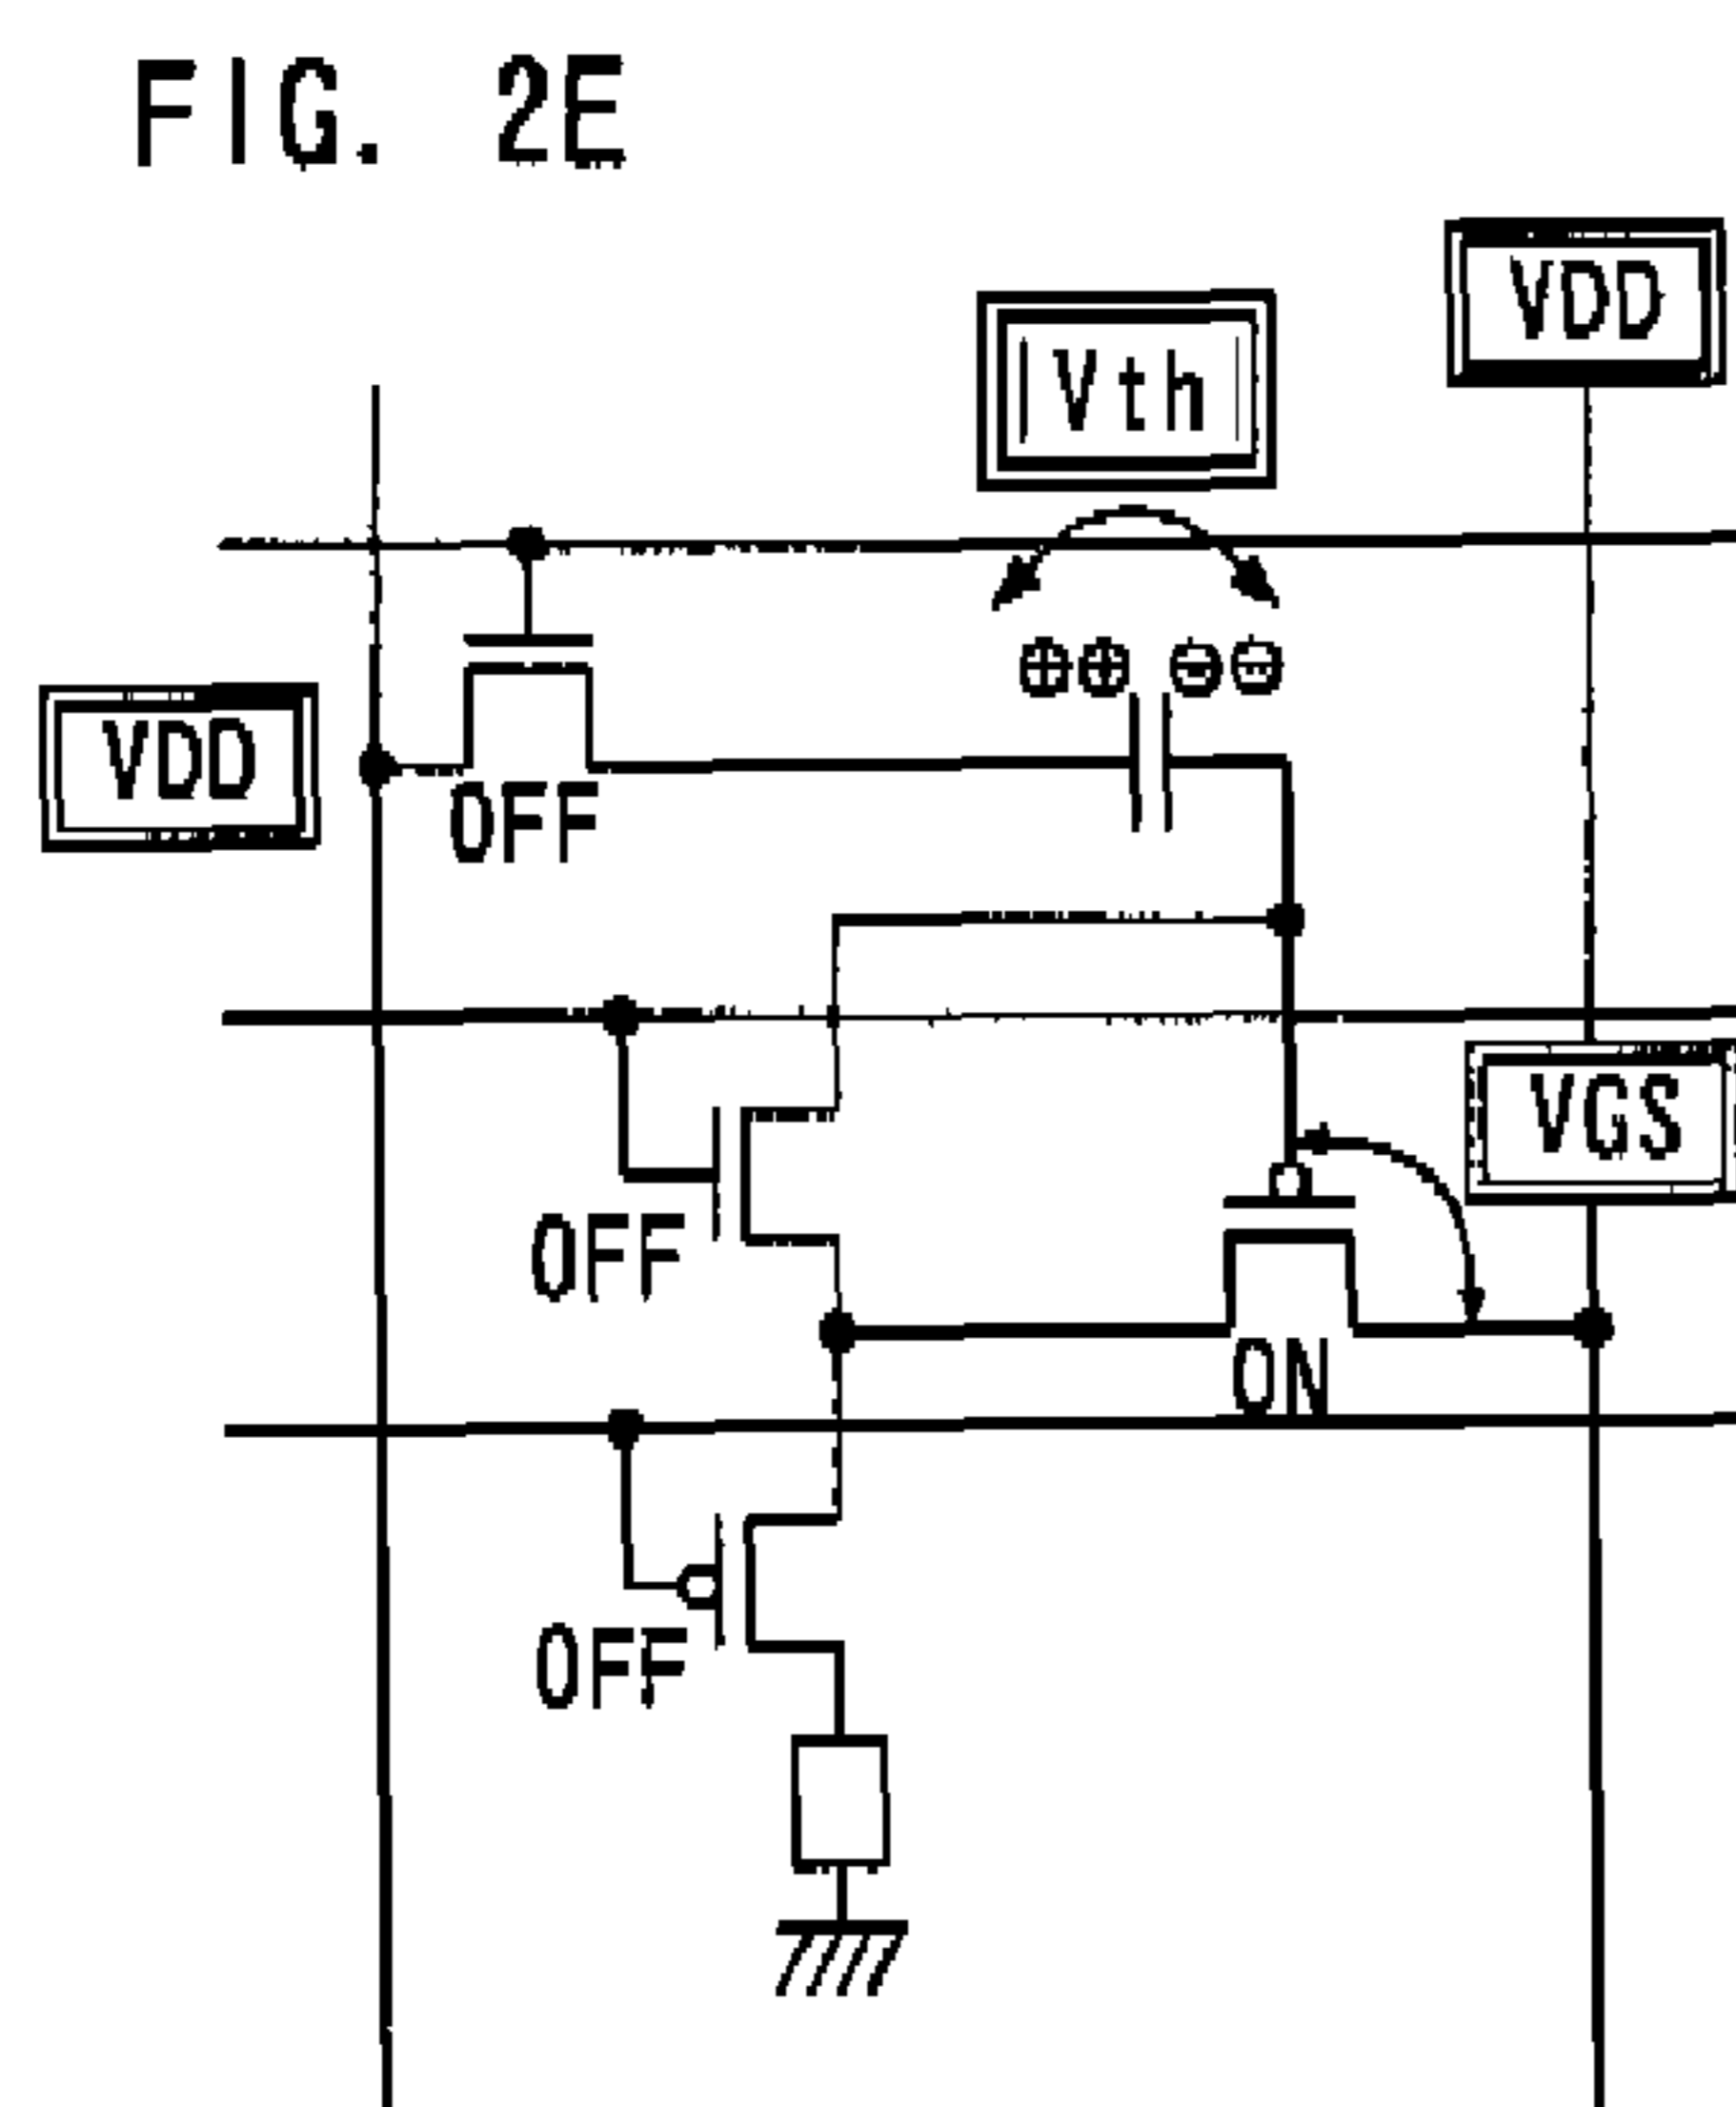 FIG. 2E
VDD
|Vth|
VDD
OFF
VGS
OFF
ON
OFF